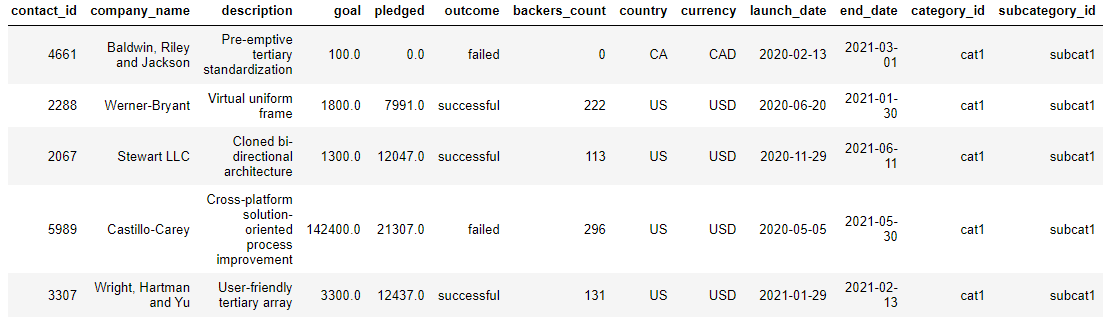 contact_id company_name description goal pledged outcome backers_count country currency launch_date end_date category_id subcategory_id
Pre-emptive
4661 Baldwin, Riley and Jackson tertiary standardization 100.0 0.0 failed 0 CA CAD 2020-02-13 2021-03-01 cat1 subcat1
2288 Werner-Bryant Virtual uniform frame 1800.0 7991.0 successful 222 US USD 2020-06-20 2021-01-30 cat1 subcat1
2067 Stewart LLC Cloned bi-directional architecture 1300.0 12047.0 successful 113 US USD 2020-11-29 2021-06-11 cat1 subcat1
5989 Castillo-Carey Cross-platform solution-oriented process improvement 142400.0 21307.0 failed 296 US USD 2020-05-05 2021-05-30 cat1 subcat1
3307 Wright, Hartman and Yu User-friendly tertiary array 3300.0 12437.0 successful 131 US USD 2021-01-29 2021-02-13 cat1 subcat1